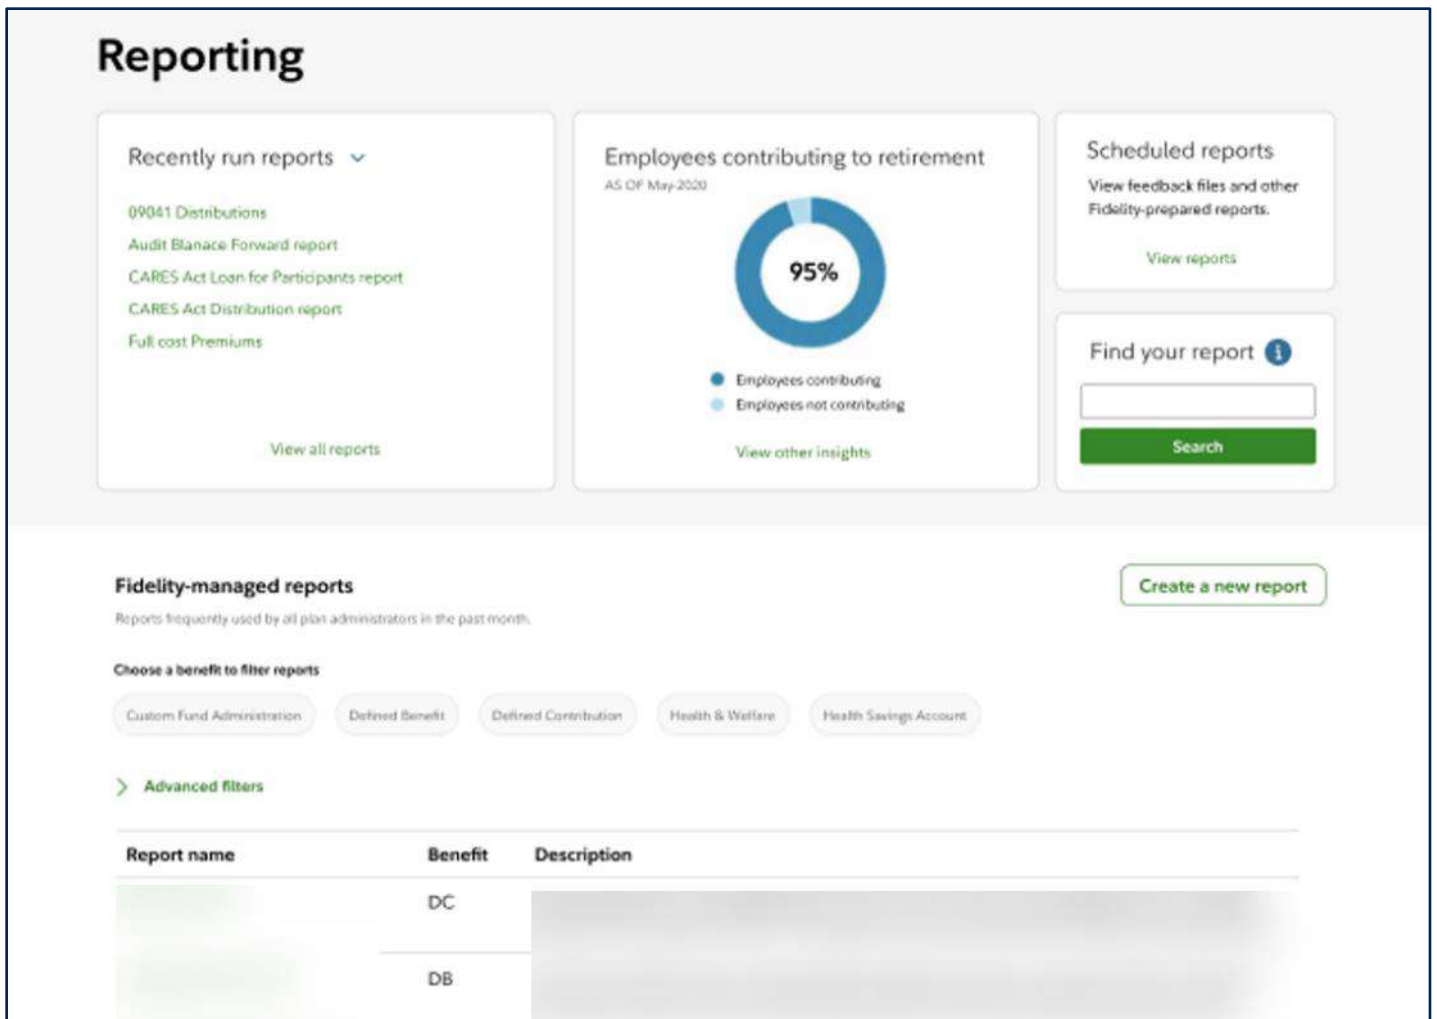 Reporting
Recently run reports
09041 Distributions
Audit Blanace Forward report
CARES Act Loan for Participants report
CARES Act Distribution report
Full cost Premiums
View all reports
Employees contributing to retirement
AS OF May-2020
95%
Employees contributing
Employees not contributing
View other insights
Scheduled reports
View feedback files and other
Fidelity-prepared reports.
View reports
Find your report
Search
Fidelity-managed reports
Create a new report
Reports frequently used by all plan administrators in the past month.
Choose a benefit to filter reports
Custom Fund Administration
Defined Benefit
Defined Contribution
Health & Welfare
Health Savings Account
Advanced filters
Report name Benefit Description
DC
DB